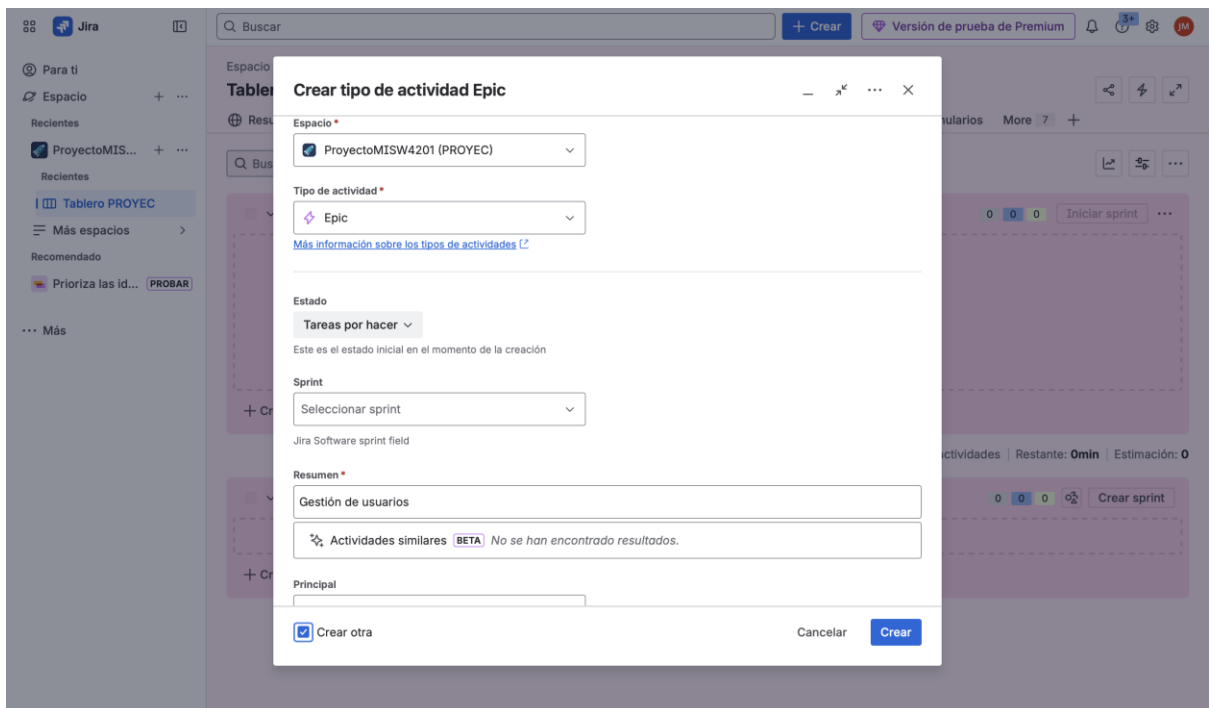 Jira
Buscar
+ Crear
Versión de prueba de Premium
3+
JM
Para ti
Espacio
Recientes
ProyectoMIS...
Recientes
Tablero PROYEC
Más espacios
Recomendado
Prioriza las id... PROBAR
Más
Espacio
Tabler
Resu
nularios More 7
Bus
0 0 0 Iniciar sprint
+ Cr
ctividades Restante: 0min Estimación: 0
0 0 0 Crear sprint
+ Cr
Crear tipo de actividad Epic
Espacio *
ProyectoMISW4201 (PROYEC)
Tipo de actividad *
Epic
Más información sobre los tipos de actividades
Estado
Tareas por hacer
Este es el estado inicial en el momento de la creación
Sprint
Seleccionar sprint
Jira Software sprint field
Resumen *
Gestión de usuarios
Actividades similares BETA No se han encontrado resultados.
Principal
Crear otra
Cancelar
Crear